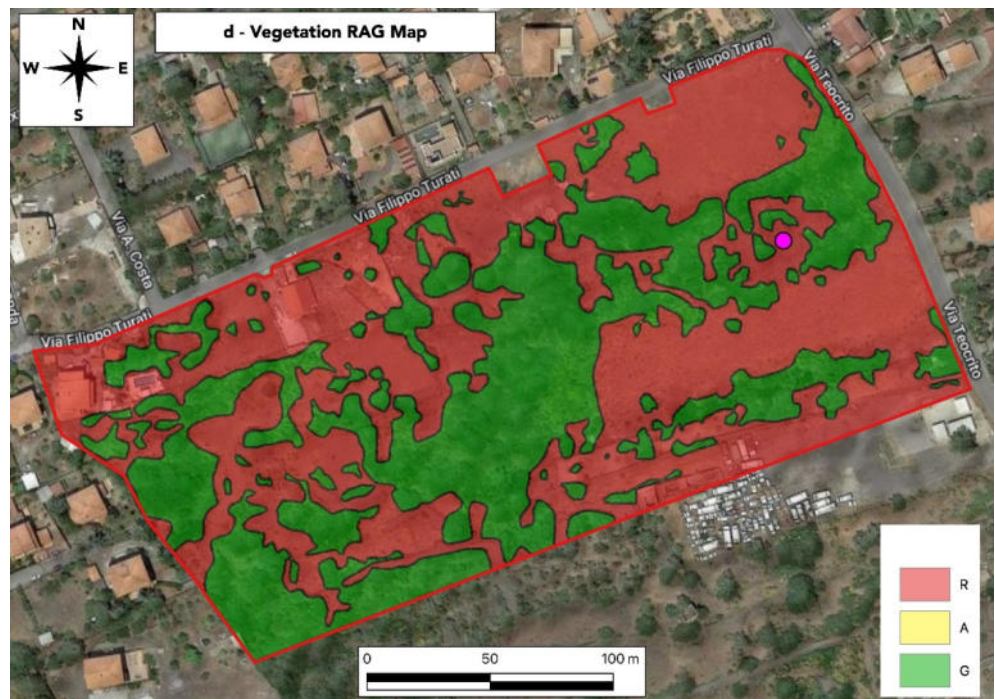 N
W E
S
d - Vegetation RAG Map
Via Filippo Turati
Via Teocrito
Via Filippo Turati
Via A. Costa
Via Filippo Turati
Via Teocrito
0 50 100 m
R
A
G